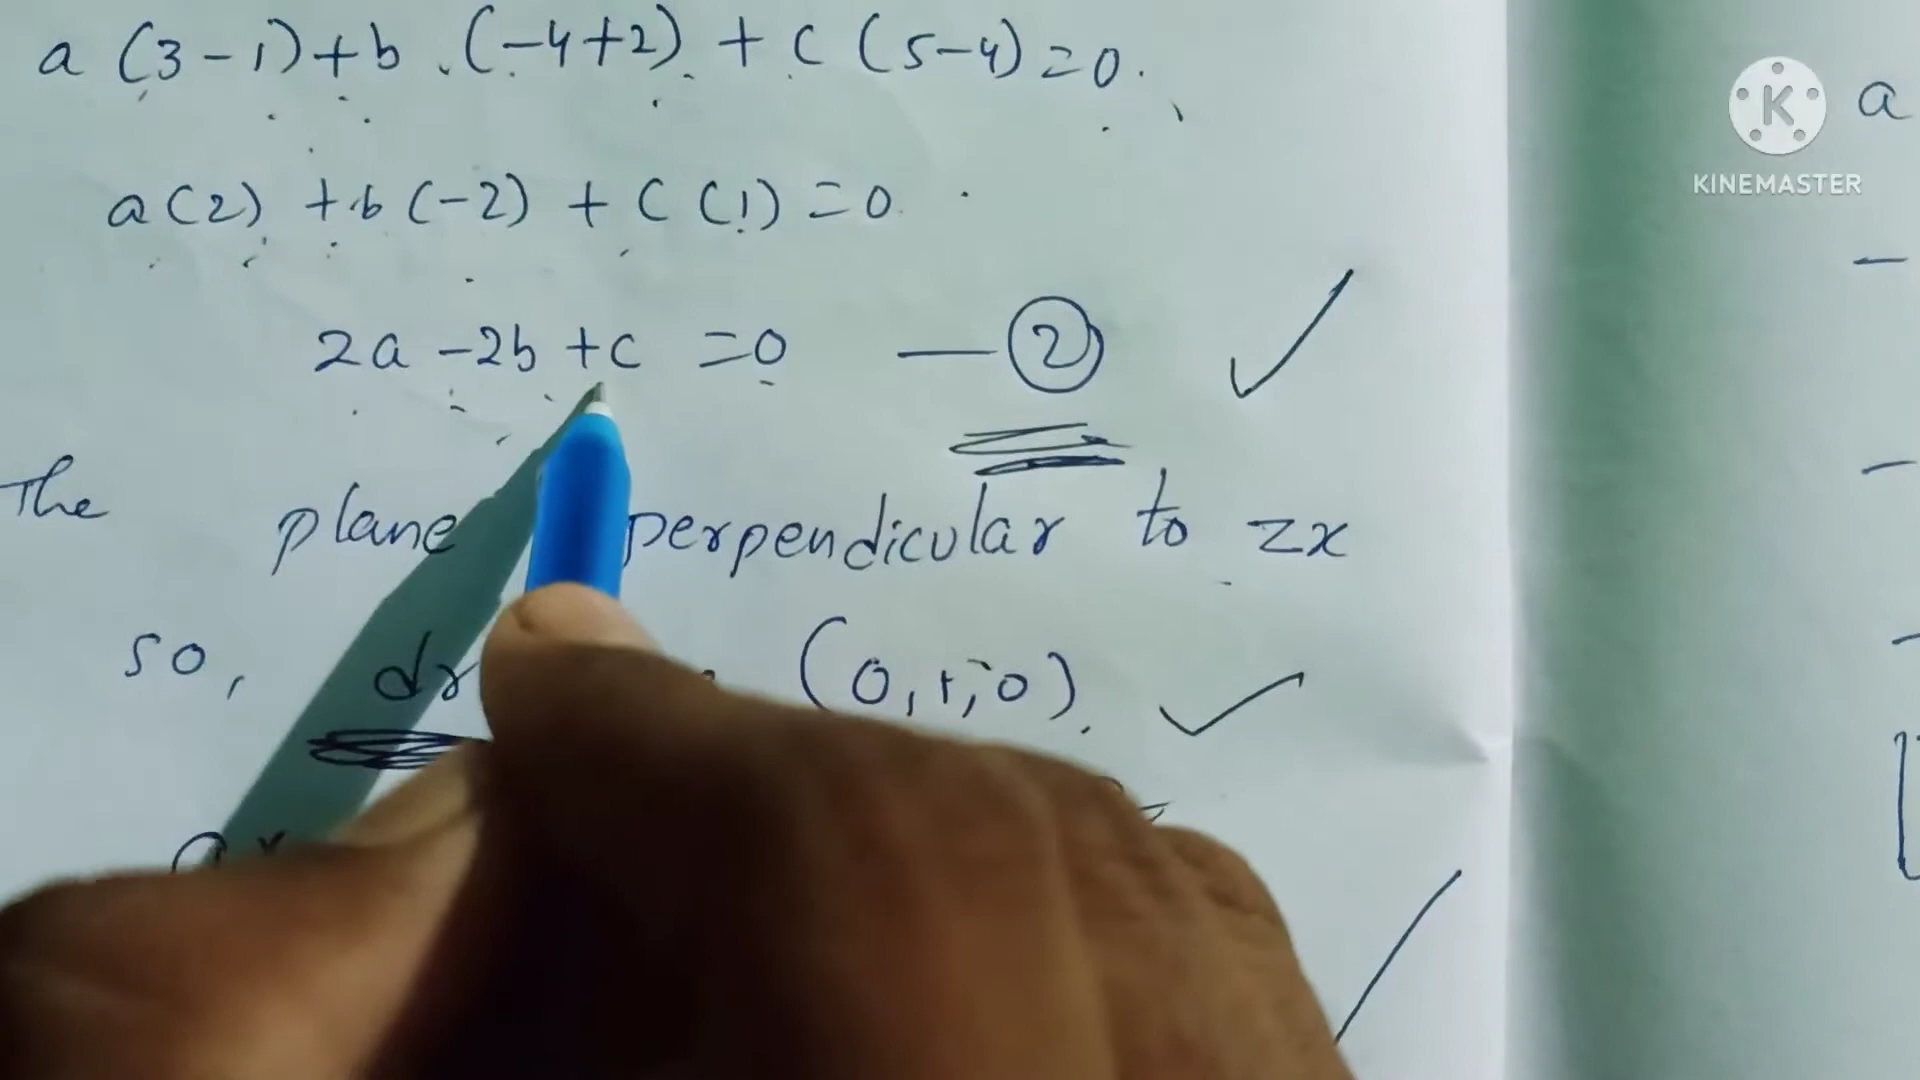 a (3-1)+b.(-4+2) + c (5-4)=0.
a
KINEMASTER
a(2) +b(-2) + c (1) =0.
2a -2b +c =0 —②
The plane perpendicular to zx
so, dr (0,1,0).